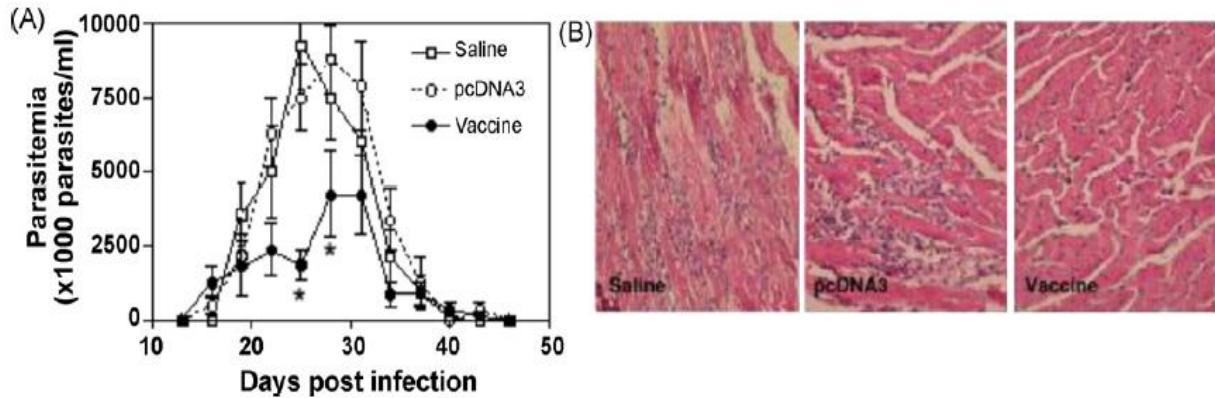 (A)
Parasitemia
(x1000 parasites/ml)
10000
7500
5000
2500
0
10 20 30 40 50
Days post infection
Saline
pcDNA3
Vaccine
*
*
(B)
Saline
pcDNA3
Vaccine